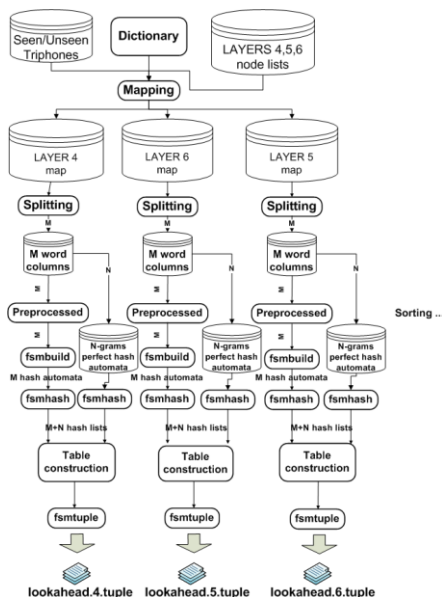 Seen/Unseen
Triphones
Dictionary
LAYERS 4,5,6
node lists
Mapping
LAYER 4
map
LAYER 6
map
LAYER 5
map
Splitting
Splitting
Splitting
M
M
M
M word
columns
M word
columns
M word
columns
M
N
M
N
M
N
Preprocessed
Preprocessed
Preprocessed
Sorting ...
M
M
M
N-grams
perfect hash
automata
N-grams
perfect hash
automata
N-grams
perfect hash
automata
fsmbuild
fsmbuild
fsmbuild
M hash automata
M hash automata
M hash automata
fsmhash
fsmhash
fsmhash
fsmhash
fsmhash
fsmhash
M+N hash lists
M+N hash lists
M+N hash lists
Table
construction
Table
construction
Table
construction
fsmtuple
fsmtuple
fsmtuple
lookahead.4.tuple
lookahead.5.tuple
lookahead.6.tuple